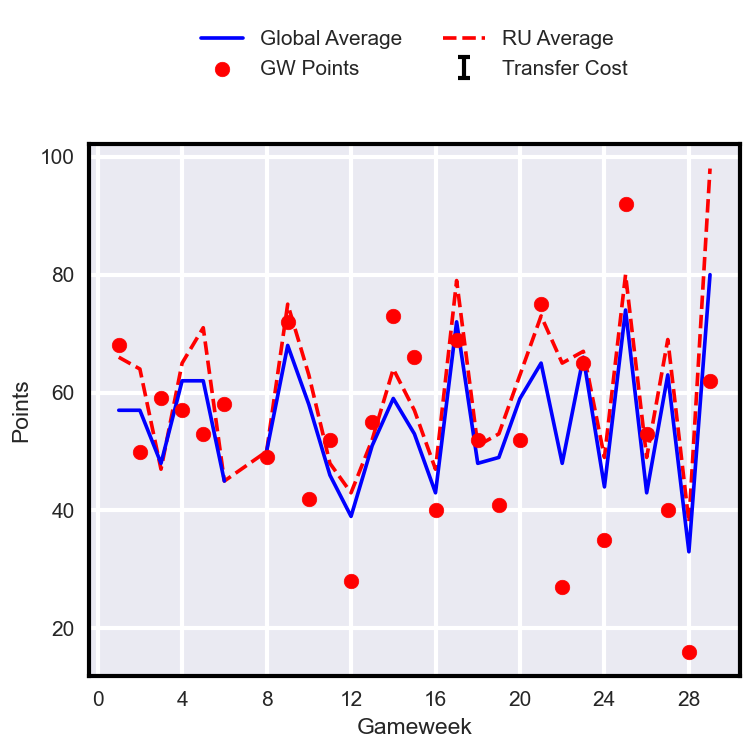 Global Average
RU Average
GW Points
Transfer Cost
100
80
60
40
20
Points
0 4 8 12 16 20 24 28
Gameweek